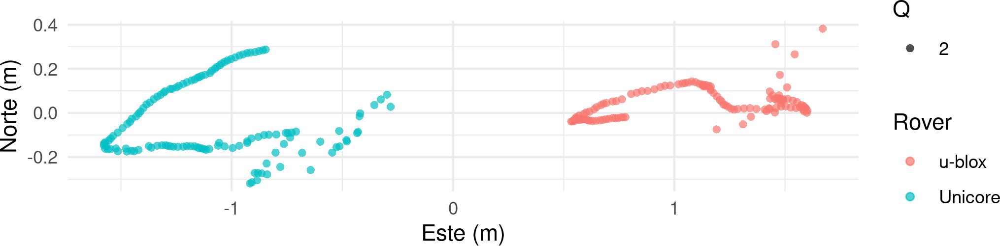 0.4
0.2
0.0
-0.2
Norte (m)
-1
0
1
Este (m)
Q
2
Rover
u-blox
Unicore